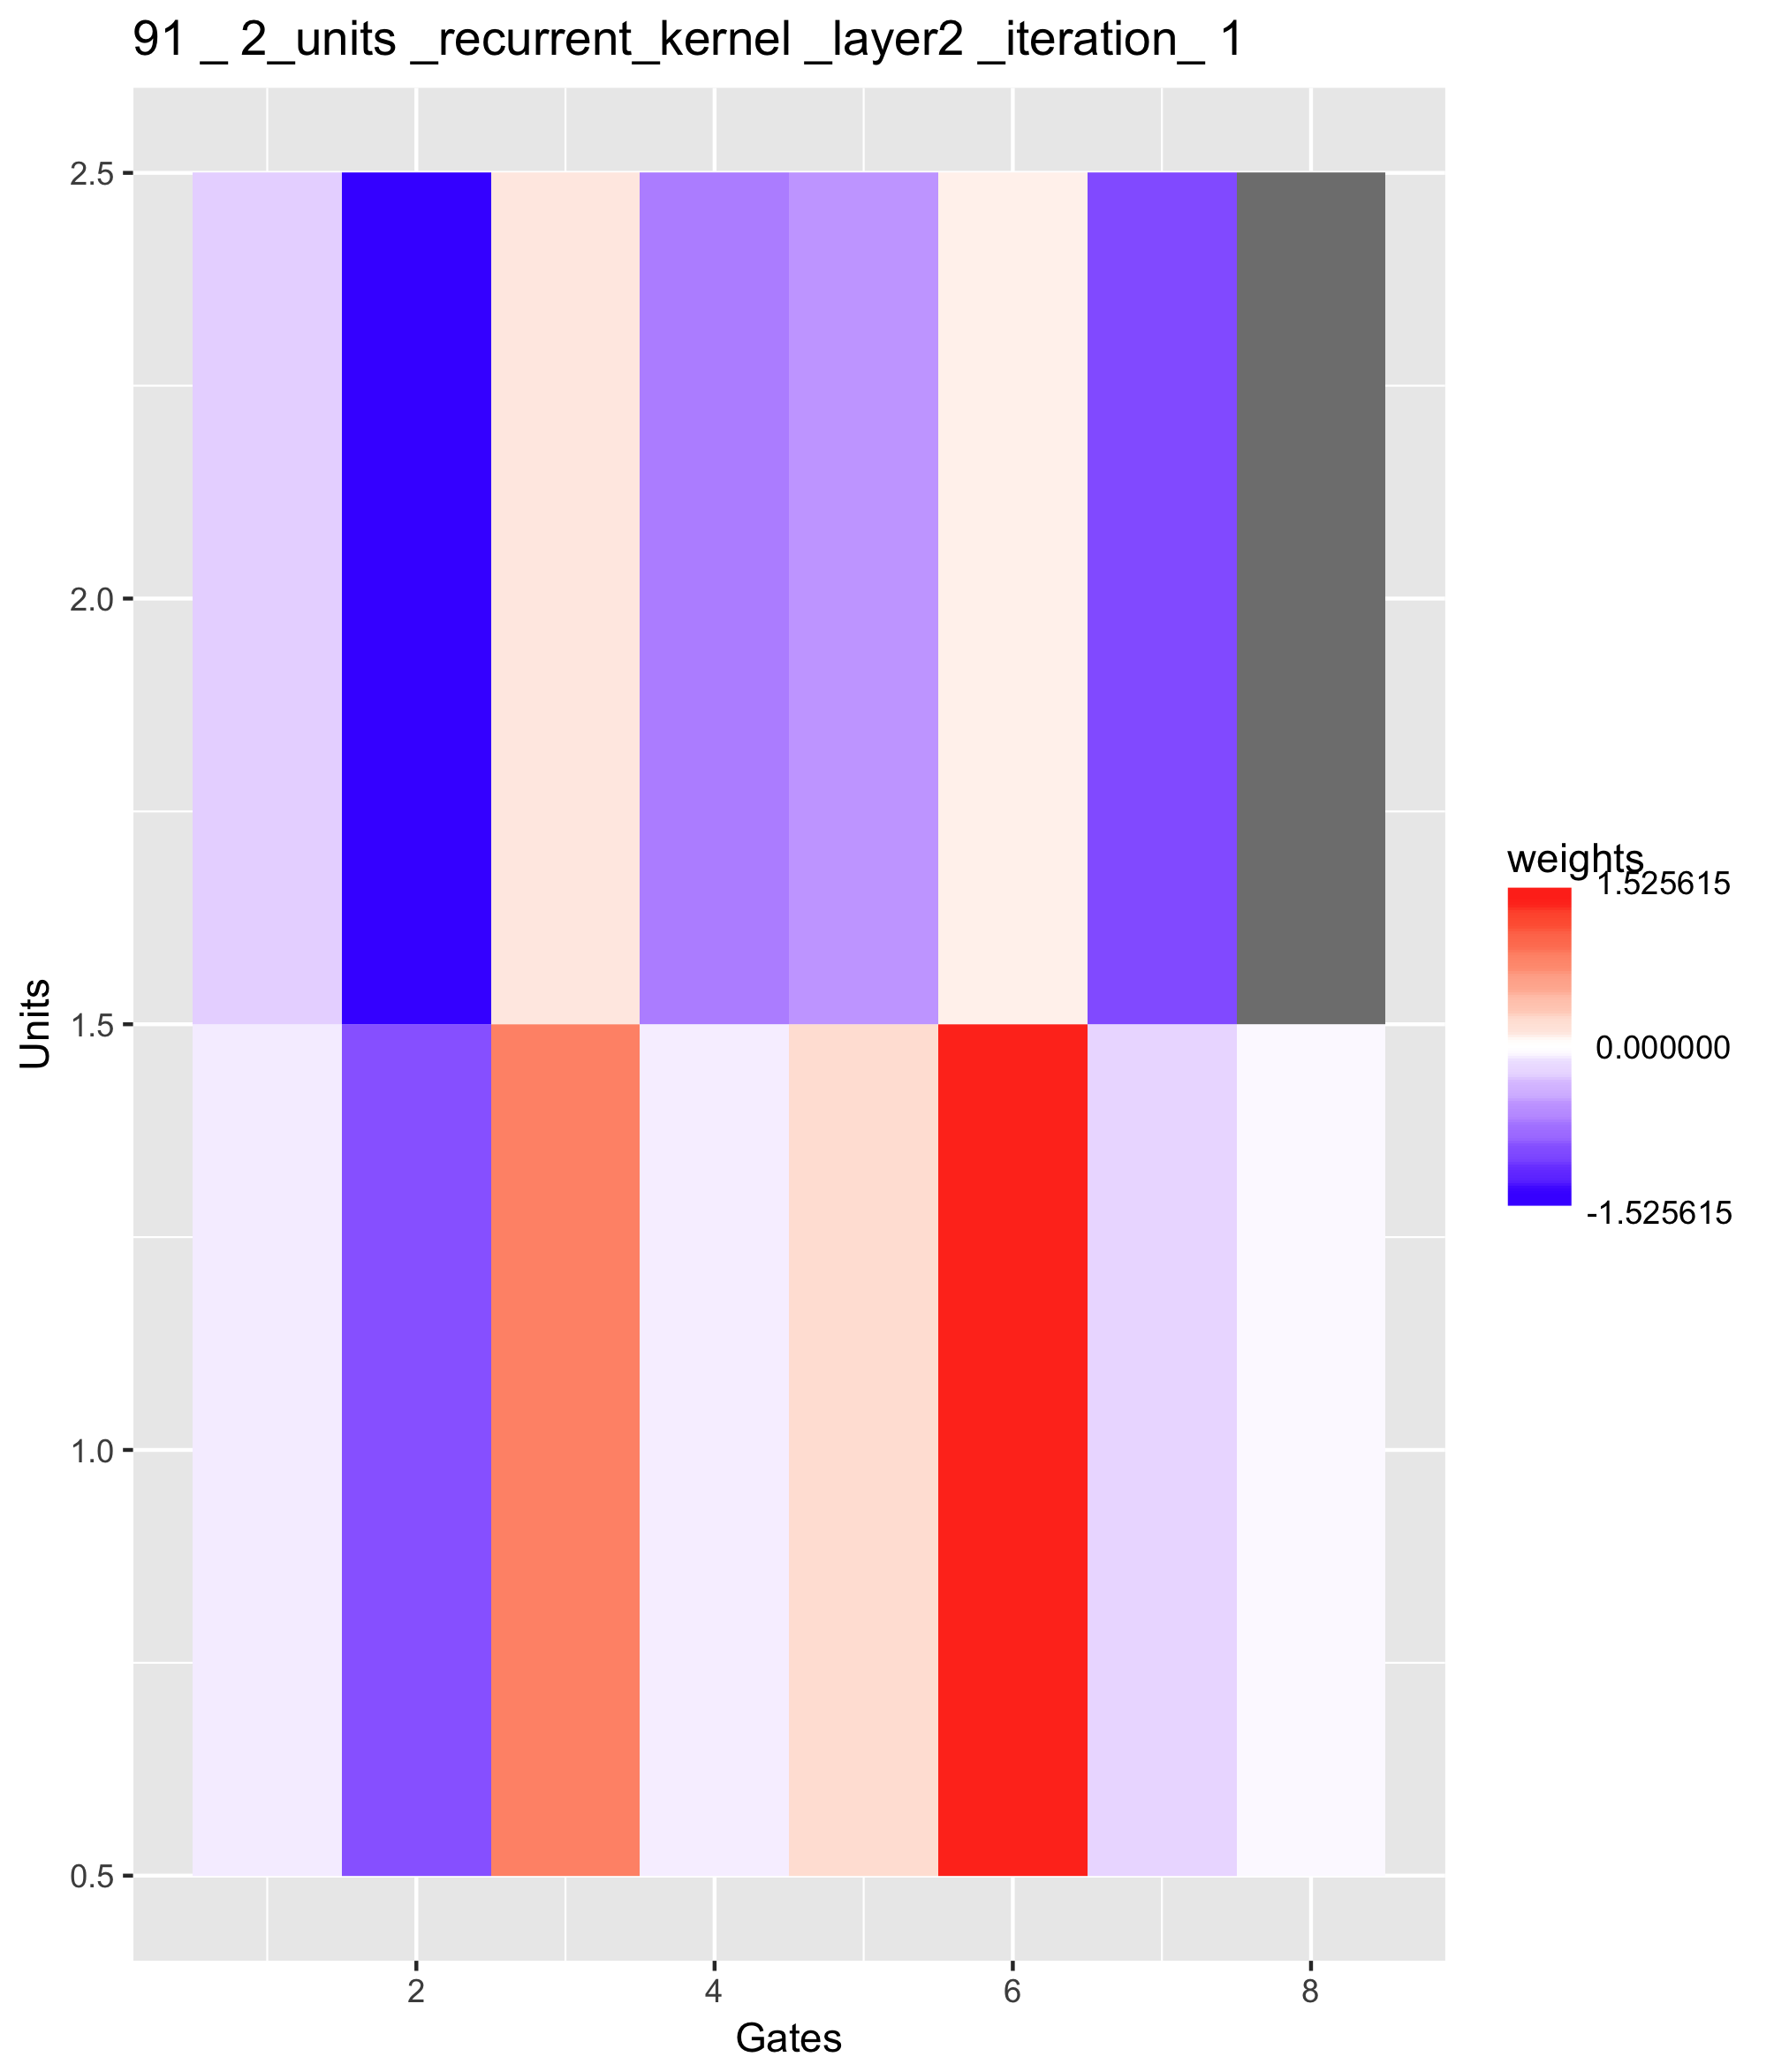 91 _ 2_units _recurrent_kernel _layer2 _iteration_ 1
2.5
2.0
1.5
1.0
0.5
Units
2 4 6 8
Gates
weights
1.525615
0.000000
-1.525615